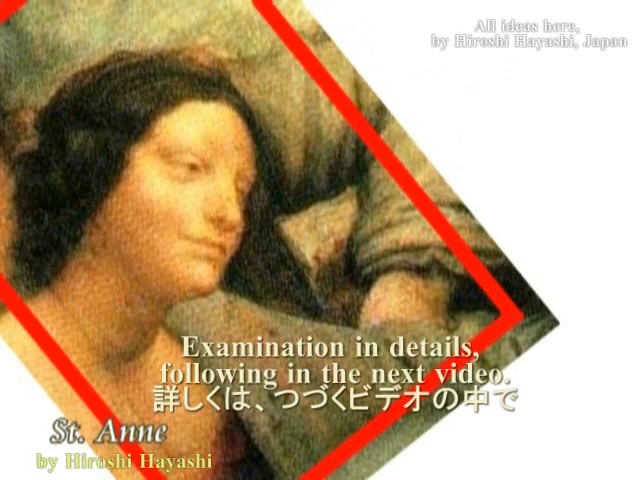 All ideas here,
by Hiroshi Hayashi, Japan
Examination in details,
following in the next video.
詳しくは、つづくビデオの中で
St. Anne
by Hiroshi Hayashi